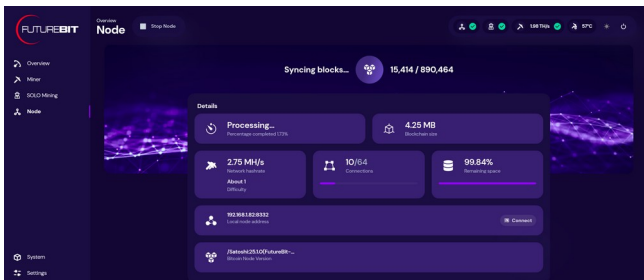 FUTUREBIT
Overview
Node
Stop Node
1.98 TH/s
57°C
Overview
Miner
SOLO Mining
Node
System
Settings
Syncing blocks...
15,414 / 890,464
Details
Processing...
Percentage completed 1.73%
4.25 MB
Blockchain size
2.75 MH/s
Network hashrate
About 1
Difficulty
10/64
Connections
99.84%
Remaining space
192.168.1.82:8332
Local node address
Connect
/Satoshi:25.1.0(FutureBit-...
Bitcoin Node Version